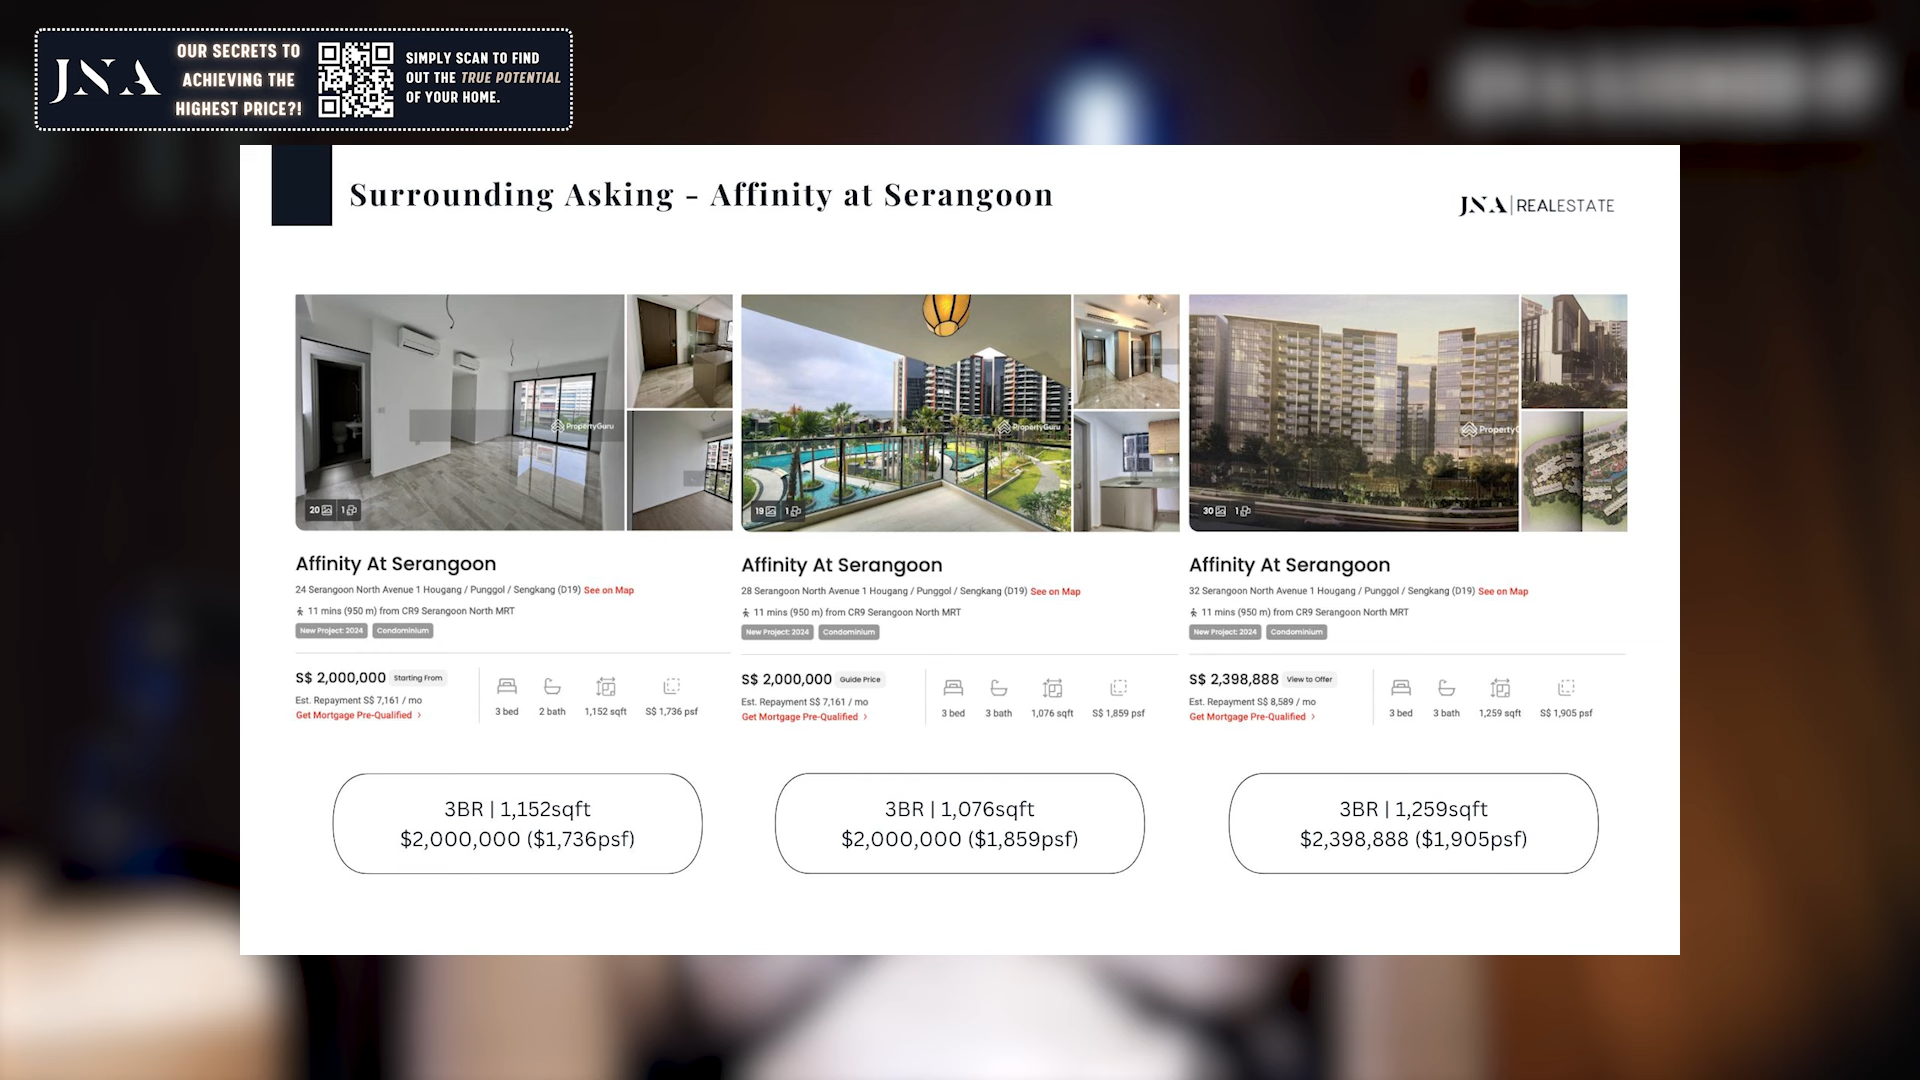 JNA
OUR SECRETS TO
ACHIEVING THE
HIGHEST PRICE?!
SIMPLY SCAN TO FIND
OUT THE TRUE POTENTIAL
OF YOUR HOME.
Surrounding Asking - Affinity at Serangoon
JNA|REALESTATE
PropertyGuru
20 1
PropertyGuru
19 1
PropertyG
30 1
Affinity At Serangoon
24 Serangoon North Avenue 1 Hougang / Punggol / Sengkang (D19) See on Map
11 mins (950 m) from CR9 Serangoon North MRT
New Project: 2024 Condominium
S$ 2,000,000 Starting From
Est. Repayment S$ 7,161 / mo
Get Mortgage Pre-Qualified >
3 bed 2 bath 1,152 sqft S$ 1,736 psf
Affinity At Serangoon
28 Serangoon North Avenue 1 Hougang / Punggol / Sengkang (D19) See on Map
11 mins (950 m) from CR9 Serangoon North MRT
New Project: 2024 Condominium
S$ 2,000,000 Guide Price
Est. Repayment S$ 7,161 / mo
Get Mortgage Pre-Qualified >
3 bed 3 bath 1,076 sqft S$ 1,859 psf
Affinity At Serangoon
32 Serangoon North Avenue 1 Hougang / Punggol / Sengkang (D19) See on Map
11 mins (950 m) from CR9 Serangoon North MRT
New Project: 2024 Condominium
S$ 2,398,888 View to Offer
Est. Repayment S$ 8,589 / mo
Get Mortgage Pre-Qualified >
3 bed 3 bath 1,259 sqft S$ 1,905 psf
3BR | 1,152sqft
$2,000,000 ($1,736psf)
3BR | 1,076sqft
$2,000,000 ($1,859psf)
3BR | 1,259sqft
$2,398,888 ($1,905psf)